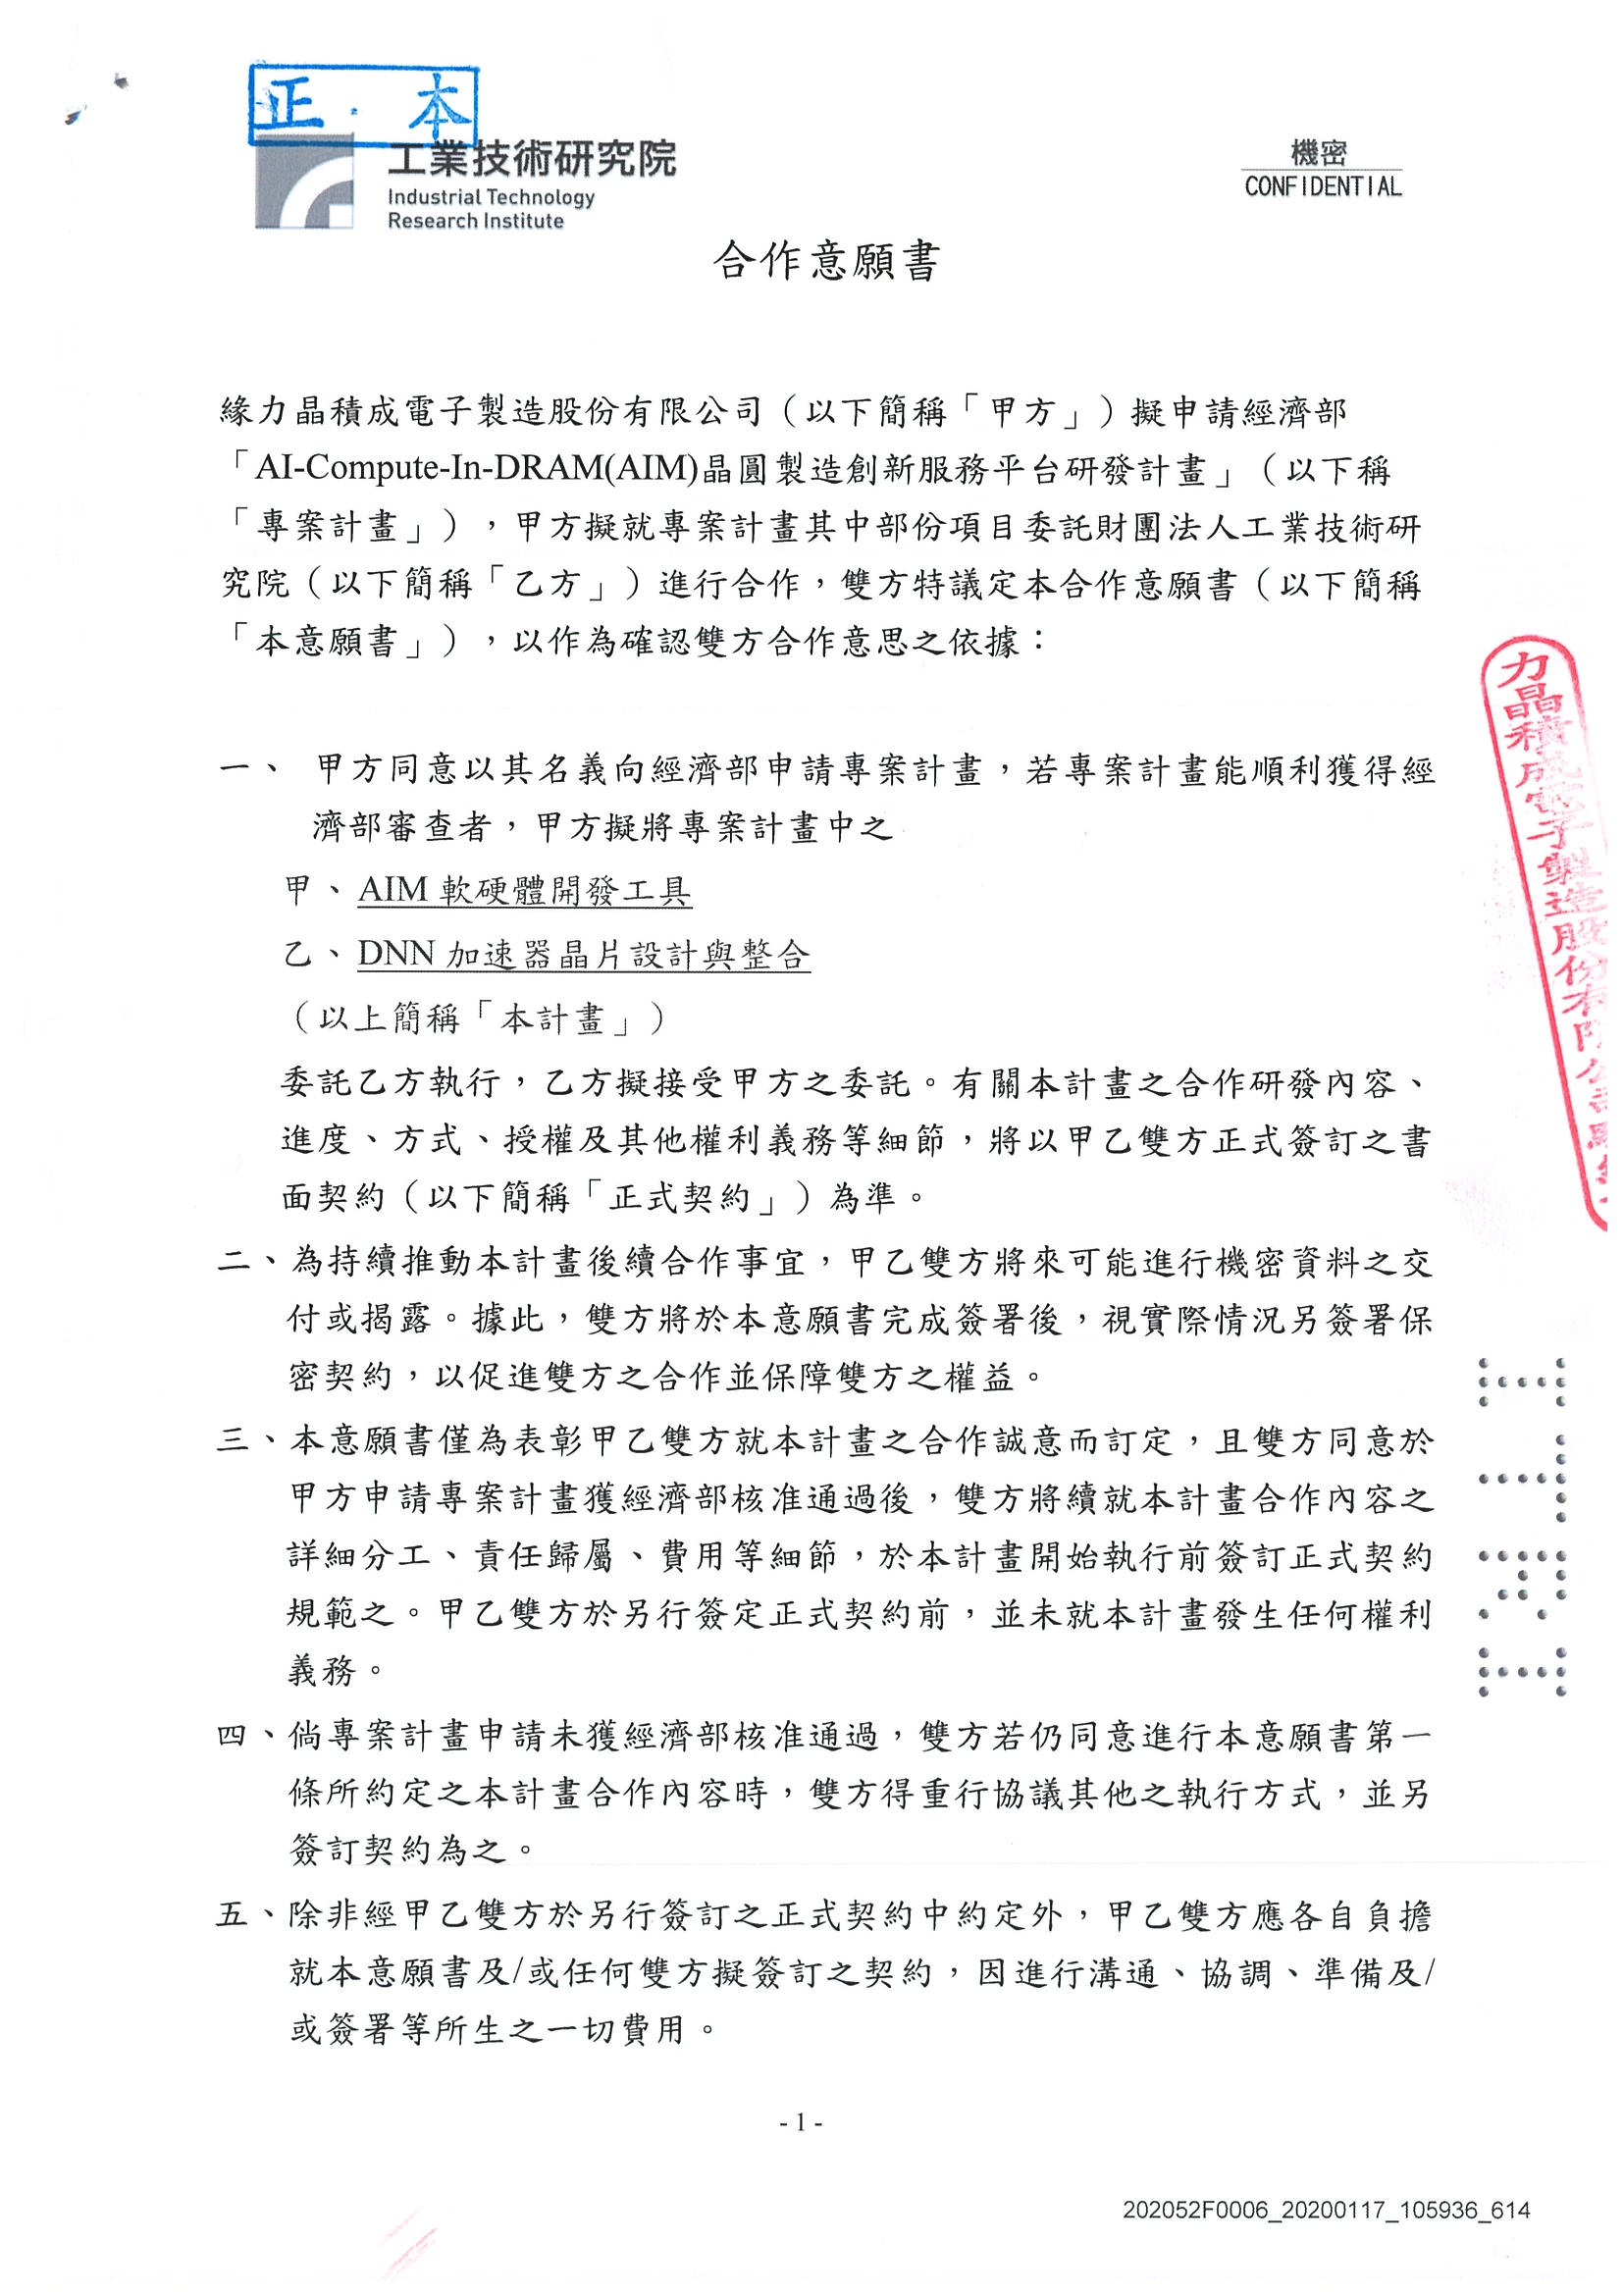 正本
工業技術研究院
Industrial Technology
Research Institute
機密
CONFIDENTIAL
合作意願書
緣力晶積成電子製造股份有限公司（以下簡稱「甲方」）擬申請經濟部
「AI-Compute-In-DRAM(AIM)晶圓製造創新服務平台研發計畫」（以下稱
「專案計畫」），甲方擬就專案計畫其中部份項目委託財團法人工業技術研
究院（以下簡稱「乙方」）進行合作，雙方特議定本合作意願書（以下簡稱
「本意願書」），以作為確認雙方合作意思之依據：
一、 甲方同意以其名義向經濟部申請專案計畫，若專案計畫能順利獲得經
濟部審查者，甲方擬將專案計畫中之
甲、AIM 軟硬體開發工具
乙、DNN 加速器晶片設計與整合
（以上簡稱「本計畫」）
委託乙方執行，乙方擬接受甲方之委託。有關本計畫之合作研發內容、
進度、方式、授權及其他權利義務等細節，將以甲乙雙方正式簽訂之書
面契約（以下簡稱「正式契約」）為準。
二、為持續推動本計畫後續合作事宜，甲乙雙方將來可能進行機密資料之交
付或揭露。據此，雙方將於本意願書完成簽署後，視實際情況另簽署保
密契約，以促進雙方之合作並保障雙方之權益。
三、本意願書僅為表彰甲乙雙方就本計畫之合作誠意而訂定，且雙方同意於
甲方申請專案計畫獲經濟部核准通過後，雙方將續就本計畫合作內容之
詳細分工、責任歸屬、費用等細節，於本計畫開始執行前簽訂正式契約
規範之。甲乙雙方於另行簽定正式契約前，並未就本計畫發生任何權利
義務。
四、倘專案計畫申請未獲經濟部核准通過，雙方若仍同意進行本意願書第一
條所約定之本計畫合作內容時，雙方得重行協議其他之執行方式，並另
簽訂契約為之。
五、除非經甲乙雙方於另行簽訂之正式契約中約定外，甲乙雙方應各自負擔
就本意願書及/或任何雙方擬簽訂之契約，因進行溝通、協調、準備及/
或簽署等所生之一切費用。
力晶積成電子製造股份有限公司
ITRI
- 1 -
202052F0006_20200117_105936_614